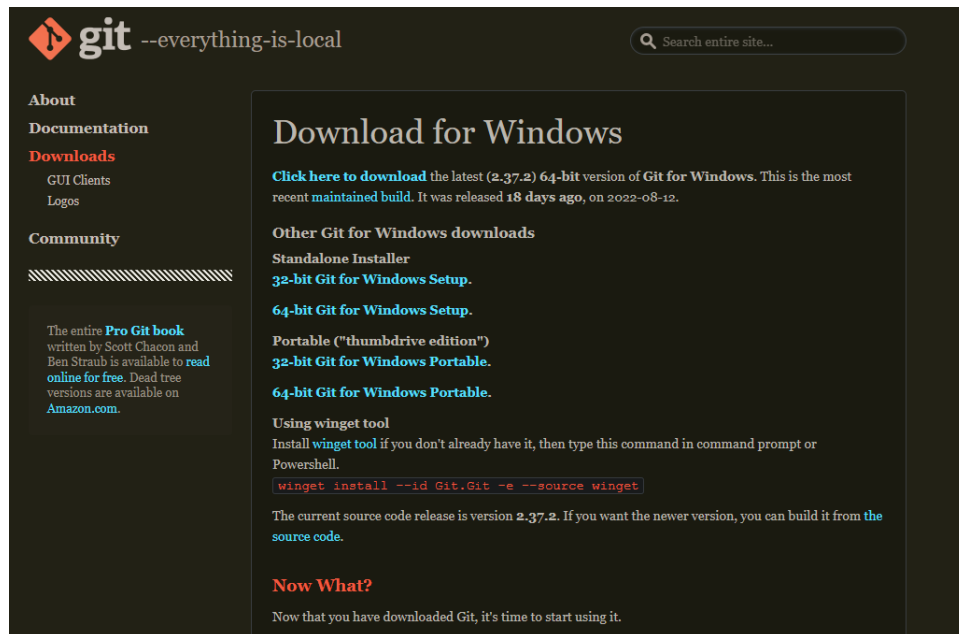 git --everything-is-local
Search entire site...
About
Documentation
Downloads
GUI Clients
Logos
Community
The entire Pro Git book
written by Scott Chacon and
Ben Straub is available to read
online for free. Dead tree
versions are available on
Amazon.com.
Download for Windows
Click here to download the latest (2.37.2) 64-bit version of Git for Windows. This is the most
recent maintained build. It was released 18 days ago, on 2022-08-12.
Other Git for Windows downloads
Standalone Installer
32-bit Git for Windows Setup.
64-bit Git for Windows Setup.
Portable ("thumbdrive edition")
32-bit Git for Windows Portable.
64-bit Git for Windows Portable.
Using winget tool
Install winget tool if you don't already have it, then type this command in command prompt or
Powershell.
winget install --id Git.Git -e --source winget
The current source code release is version 2.37.2. If you want the newer version, you can build it from the
source code.
Now What?
Now that you have downloaded Git, it's time to start using it.